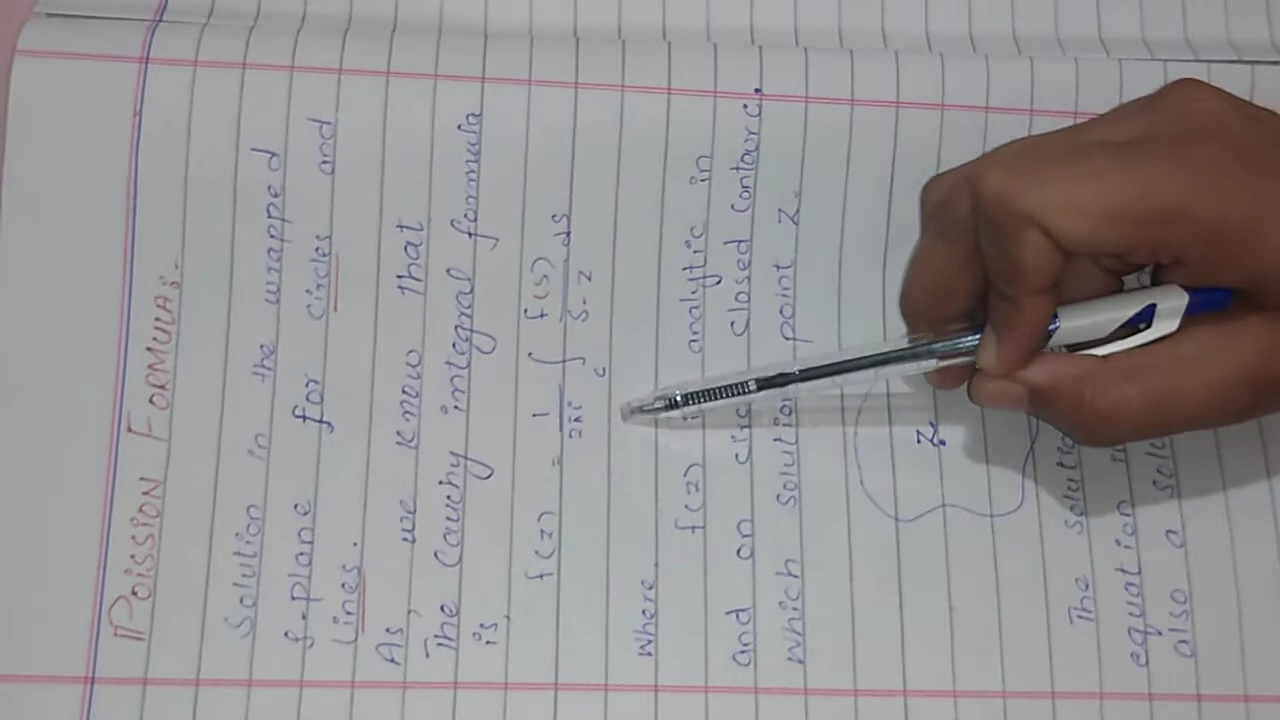 POISSION FORMULA:-
Solution in the wrapped
ξ-plane for circles and
lines.
As, we know that
The Cauchy integral formula
is,
f(z) = 1/2πi ∫c f(s)/s-z ds
Where
f(z) analytic in
and on closed contour c,
which solution point z.
z
The
equation
also a